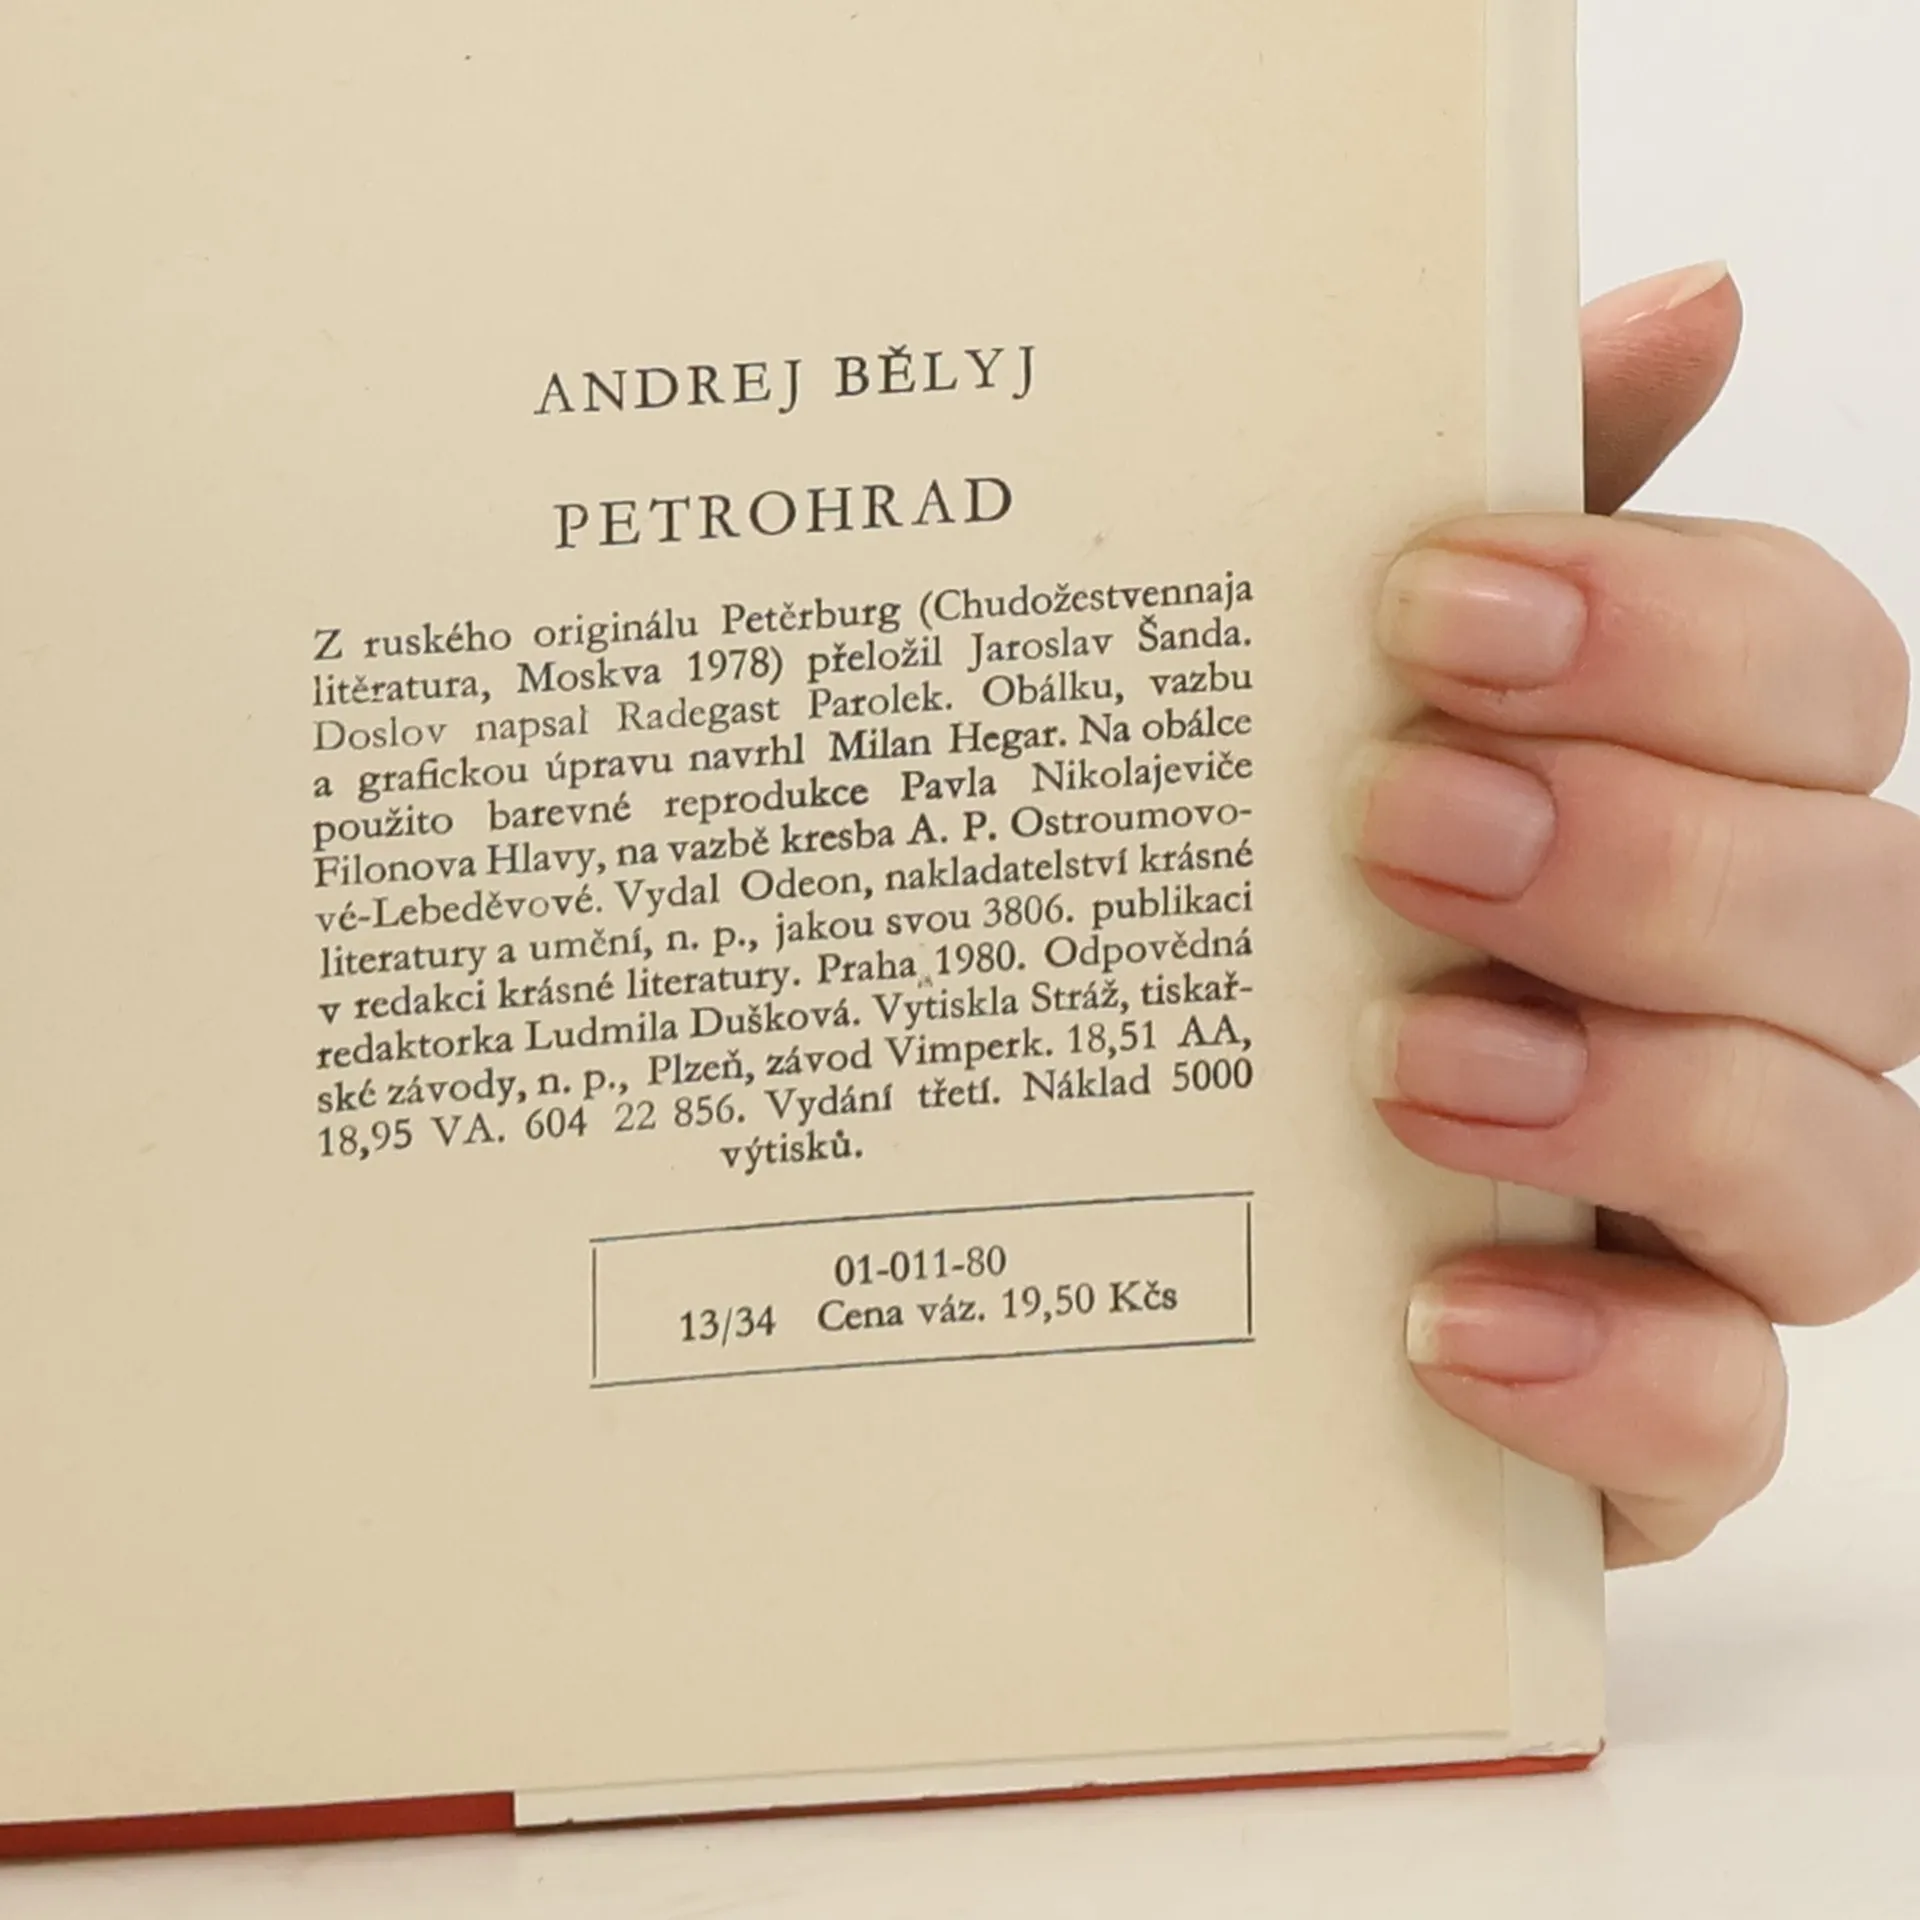 ANDREJ BĚLYJ
PETROHRAD
Z ruského originálu Petěrburg (Chudožestvennaja
litěratura, Moskva 1978) přeložil Jaroslav Šanda.
Doslov napsal Radegast Parolek. Obálku, vazbu
a grafickou úpravu navrhl Milan Hegar. Na obálce
použito barevné reprodukce Pavla Nikolajeviče
Filonova Hlavy, na vazbě kresba A. P. Ostroumovo-
vé-Lebeděvové. Vydal Odeon, nakladatelství krásné
literatury a umění, n. p., jakou svou 3806. publikaci
v redakci krásné literatury. Praha 1980. Odpovědná
redaktorka Ludmila Dušková. Vytiskla Stráž, tiskař-
ské závody, n. p., Plzeň, závod Vimperk. 18,51 AA,
18,95 VA. 604 22 856. Vydání třetí. Náklad 5000
výtisků.
01-011-80
13/34 Cena váz. 19,50 Kčs